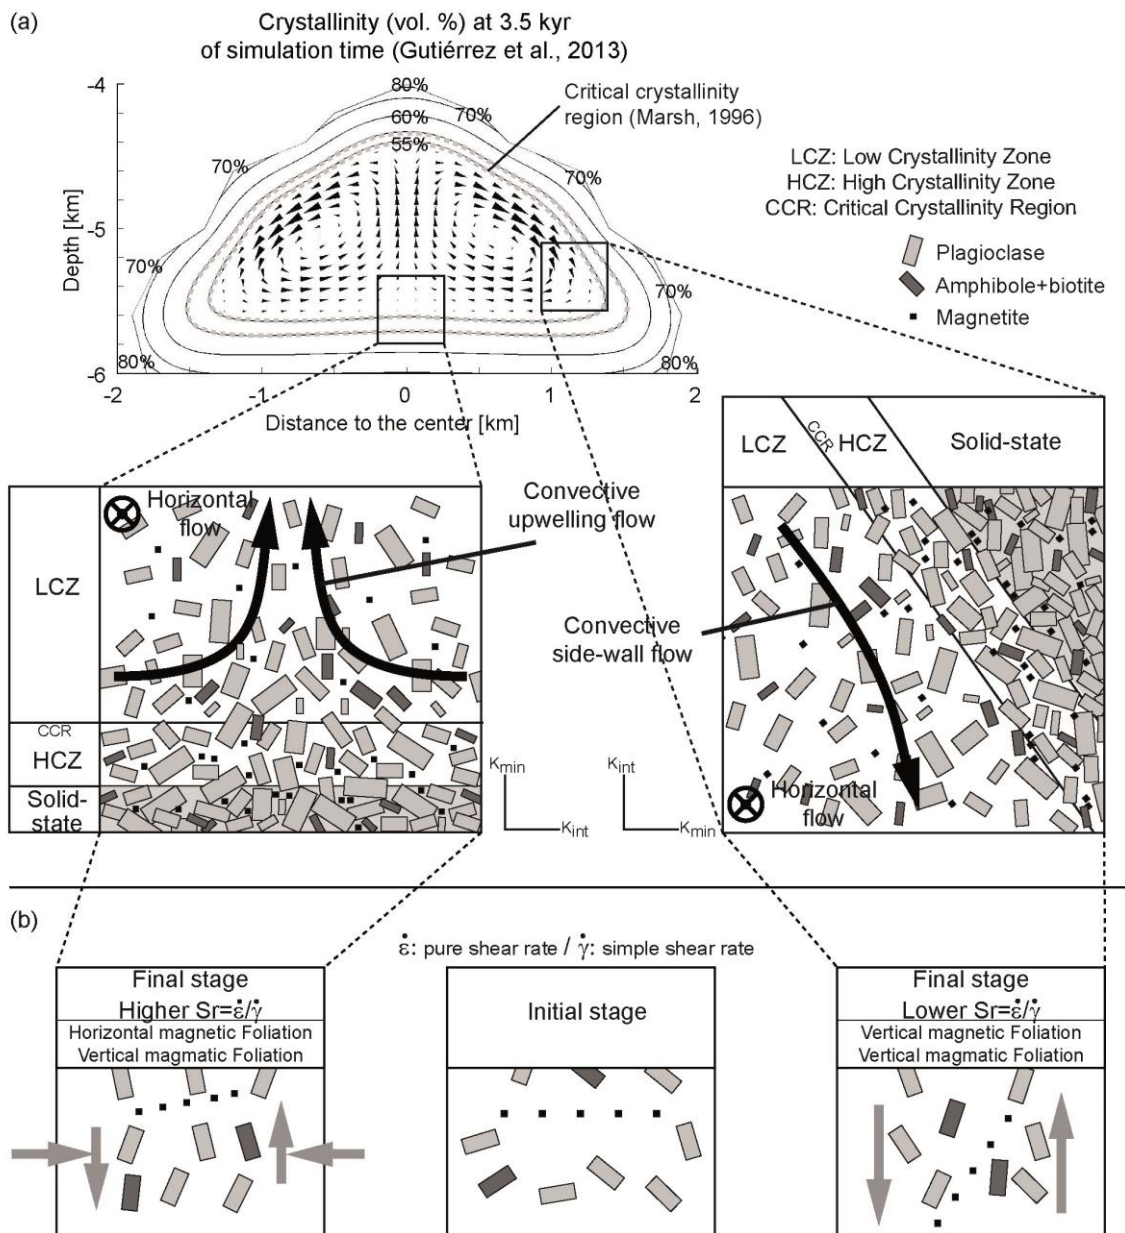 (a)
Crystallinity (vol. %) at 3.5 kyr
of simulation time (Gutiérrez et al., 2013)
-4
-5
-6
Depth [km]
80%
70%
60%
55%
70%
70%
70%
70%
70%
80%
80%
-2
-1
0
1
2
Distance to the center [km]
Critical crystallinity
region (Marsh, 1996)
LCZ: Low Crystallinity Zone
HCZ: High Crystallinity Zone
CCR: Critical Crystallinity Region
Plagioclase
Amphibole+biotite
Magnetite
LCZ
CCR
HCZ
Solid-
state
Horizontal
flow
Convective
upwelling flow
Convective
side-wall flow
Kmin
Kint
Kint
Kmin
LCZ
CCR
HCZ
Solid-state
Horizontal
flow
(b)
ε̇: pure shear rate / γ̇: simple shear rate
Final stage
Higher Sr=ε̇/γ̇
Horizontal magnetic Foliation
Vertical magmatic Foliation
Initial stage
Final stage
Lower Sr=ε̇/γ̇
Vertical magnetic Foliation
Vertical magmatic Foliation